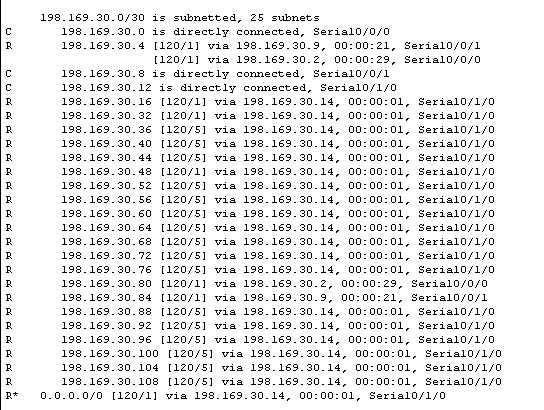 198.169.30.0/30 is subnetted, 25 subnets
C 198.169.30.0 is directly connected, Serial0/0/0
R 198.169.30.4 [120/1] via 198.169.30.9, 00:00:21, Serial0/0/1
[120/1] via 198.169.30.2, 00:00:29, Serial0/0/0
C 198.169.30.8 is directly connected, Serial0/0/1
C 198.169.30.12 is directly connected, Serial0/1/0
R 198.169.30.16 [120/1] via 198.169.30.14, 00:00:01, Serial0/1/0
R 198.169.30.32 [120/1] via 198.169.30.14, 00:00:01, Serial0/1/0
R 198.169.30.36 [120/5] via 198.169.30.14, 00:00:01, Serial0/1/0
R 198.169.30.40 [120/5] via 198.169.30.14, 00:00:01, Serial0/1/0
R 198.169.30.44 [120/5] via 198.169.30.14, 00:00:01, Serial0/1/0
R 198.169.30.48 [120/1] via 198.169.30.14, 00:00:01, Serial0/1/0
R 198.169.30.52 [120/5] via 198.169.30.14, 00:00:01, Serial0/1/0
R 198.169.30.56 [120/5] via 198.169.30.14, 00:00:01, Serial0/1/0
R 198.169.30.60 [120/5] via 198.169.30.14, 00:00:01, Serial0/1/0
R 198.169.30.64 [120/5] via 198.169.30.14, 00:00:01, Serial0/1/0
R 198.169.30.68 [120/5] via 198.169.30.14, 00:00:01, Serial0/1/0
R 198.169.30.72 [120/5] via 198.169.30.14, 00:00:01, Serial0/1/0
R 198.169.30.76 [120/5] via 198.169.30.14, 00:00:01, Serial0/1/0
R 198.169.30.80 [120/1] via 198.169.30.2, 00:00:29, Serial0/0/0
R 198.169.30.84 [120/1] via 198.169.30.9, 00:00:21, Serial0/0/1
R 198.169.30.88 [120/5] via 198.169.30.14, 00:00:01, Serial0/1/0
R 198.169.30.92 [120/5] via 198.169.30.14, 00:00:01, Serial0/1/0
R 198.169.30.96 [120/5] via 198.169.30.14, 00:00:01, Serial0/1/0
R 198.169.30.100 [120/5] via 198.169.30.14, 00:00:01, Serial0/1/0
R 198.169.30.104 [120/5] via 198.169.30.14, 00:00:01, Serial0/1/0
R 198.169.30.108 [120/5] via 198.169.30.14, 00:00:01, Serial0/1/0
R* 0.0.0.0/0 [120/1] via 198.169.30.14, 00:00:01, Serial0/1/0